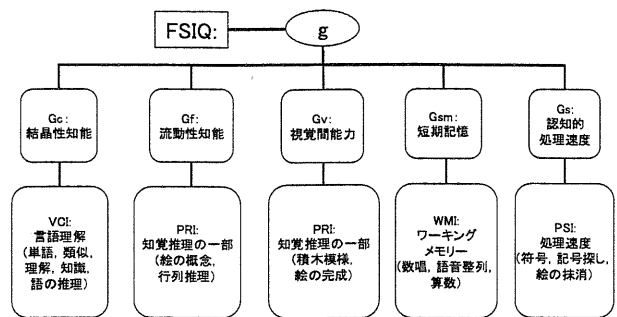 FSIQ:
g
Gc:
結晶性知能
Gf:
流動性知能
Gv:
視覚間能力
Gsm:
短期記憶
Gs:
認知的
処理速度
VCI:
言語理解
(単語, 類似,
理解, 知識,
語の推理)
PRI:
知覚推理の一部
(絵の概念,
行列推理)
PRI:
知覚推理の一部
(積木模様,
絵の完成)
WMI:
ワーキング
メモリー
(数唱, 語音整列,
算数)
PSI:
処理速度
(符号, 記号探し,
絵の抹消)